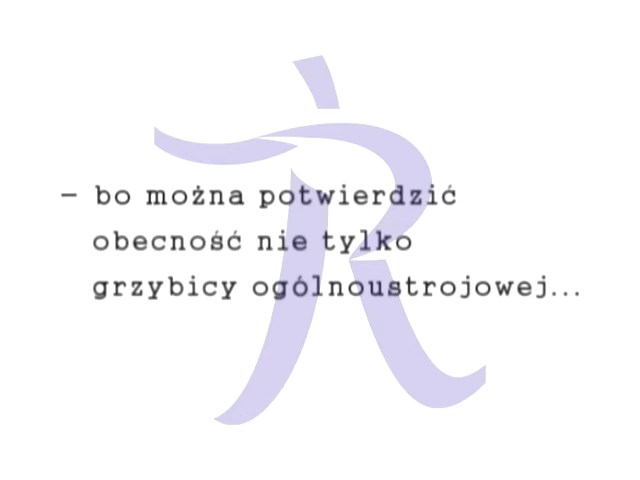 – bo można potwierdzić
obecność nie tylko
grzybicy ogólnoustrojowej...